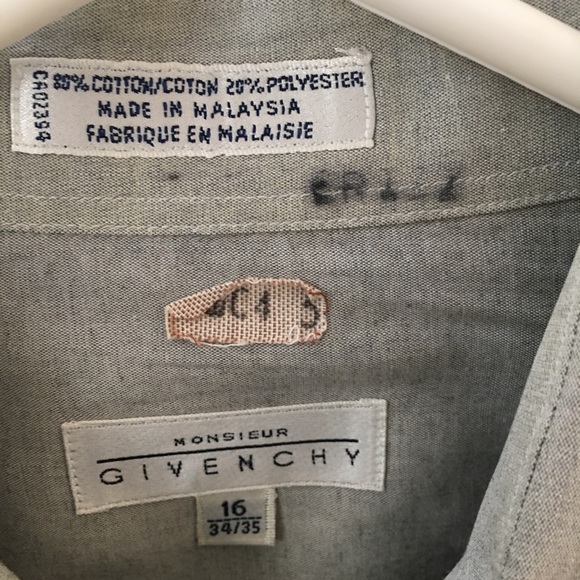 80% COTTON/COTON 20% POLYESTER
MADE IN MALAYSIA
FABRIQUE EN MALAISIE
CA02394
MONSIEUR
GIVENCHY
16
34/35